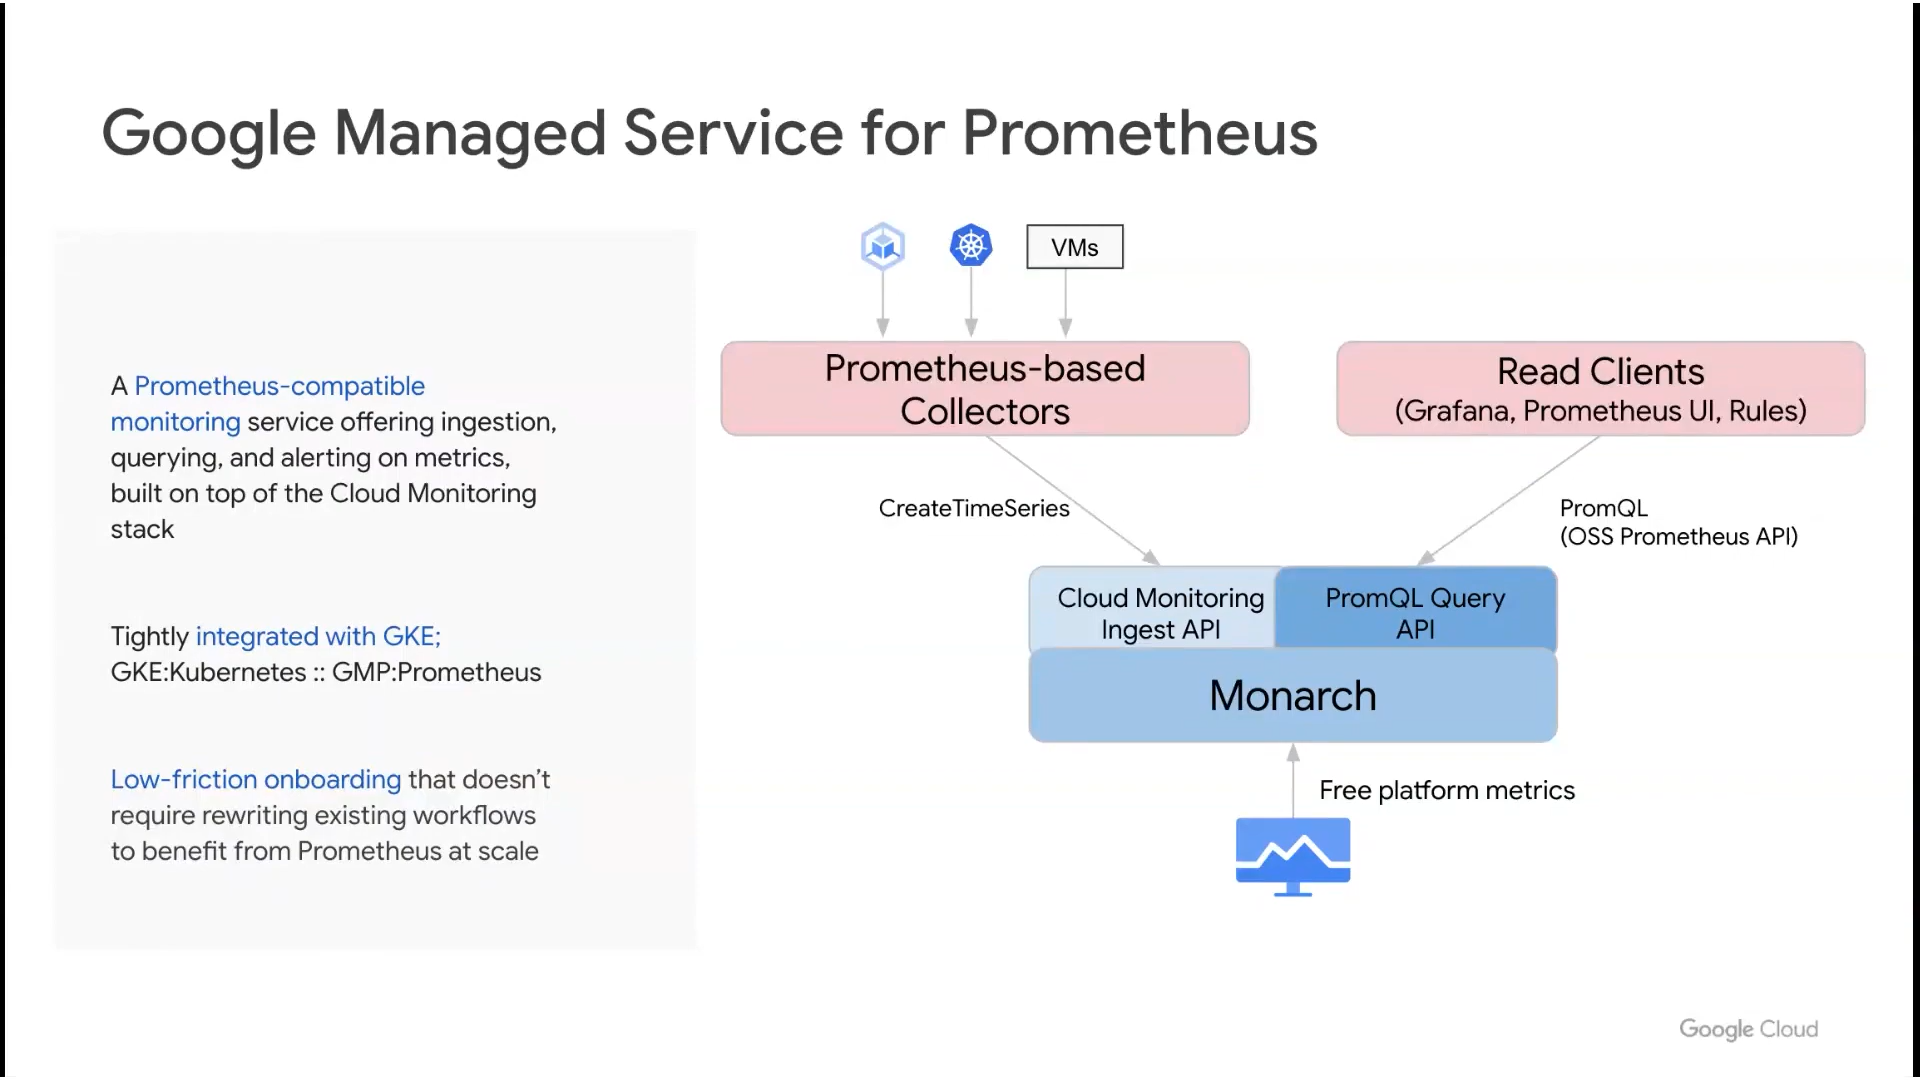 Google Managed Service for Prometheus
A Prometheus-compatible
monitoring service offering ingestion,
querying, and alerting on metrics,
built on top of the Cloud Monitoring
stack
Tightly integrated with GKE;
GKE:Kubernetes :: GMP:Prometheus
Low-friction onboarding that doesn’t
require rewriting existing workflows
to benefit from Prometheus at scale
VMs
Prometheus-based
Collectors
Read Clients
(Grafana, Prometheus UI, Rules)
CreateTimeSeries
PromQL
(OSS Prometheus API)
Cloud Monitoring
Ingest API
PromQL Query
API
Monarch
Free platform metrics
Google Cloud